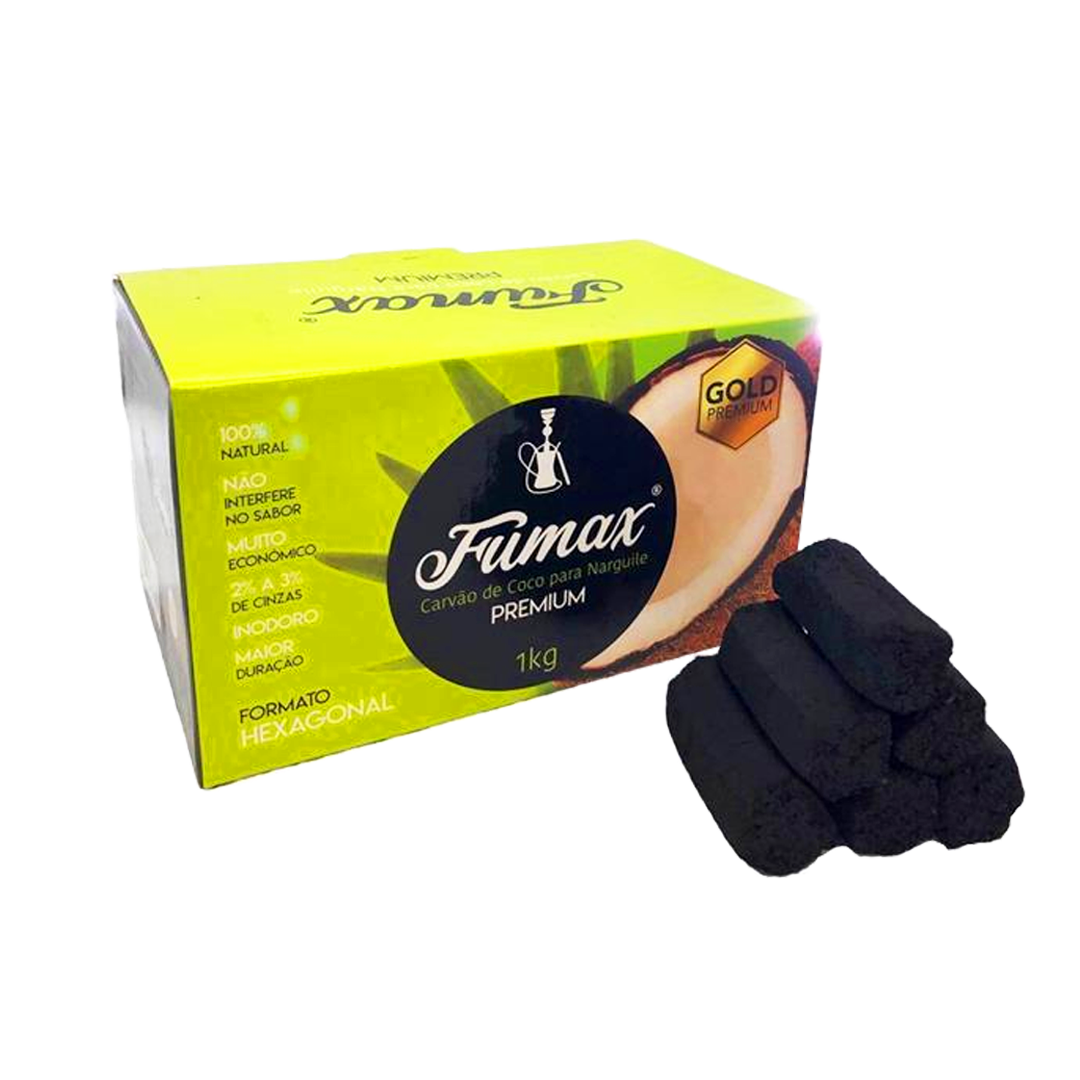 Fumax®
PREMIUM
100%
NATURAL
NÃO
INTERFERE
NO SABOR
MUITO
ECONÓMICO
2% A 3%
DE CINZAS
INODORO
MAIOR
DURAÇÃO
FORMATO
HEXAGONAL
Fumax®
Carvão de Coco para Narguile
PREMIUM
1kg
GOLD
PREMIUM